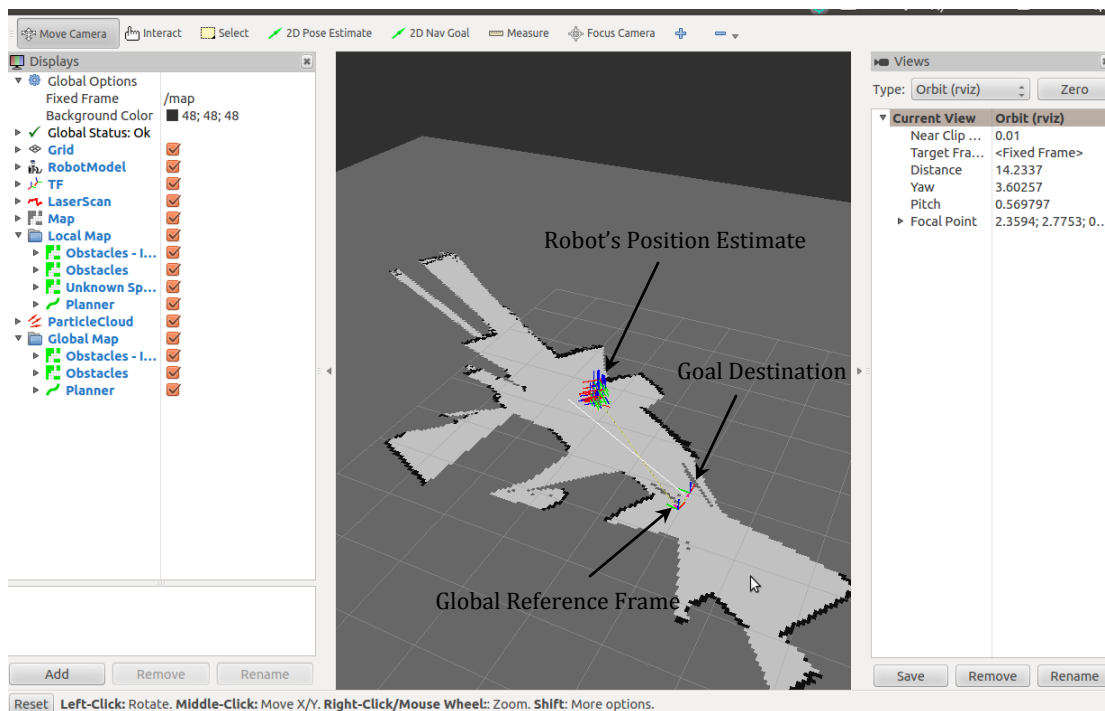 Move Camera Interact Select 2D Pose Estimate 2D Nav Goal Measure Focus Camera
Displays
Global Options
Fixed Frame /map
Background Color 48; 48; 48
Global Status: Ok
Grid
RobotModel
TF
LaserScan
Map
Local Map
Obstacles - I...
Obstacles
Unknown Sp...
Planner
ParticleCloud
Global Map
Obstacles - I...
Obstacles
Planner
Add Remove Rename
Robot's Position Estimate
Goal Destination
Global Reference Frame
Views
Type: Orbit (rviz) Zero
Current View Orbit (rviz)
Near Clip ... 0.01
Target Fra... <Fixed Frame>
Distance 14.2337
Yaw 3.60257
Pitch 0.569797
Focal Point 2.3594; 2.7753; 0...
Save Remove Rename
Reset Left-Click: Rotate. Middle-Click: Move X/Y. Right-Click/Mouse Wheel:: Zoom. Shift: More options.